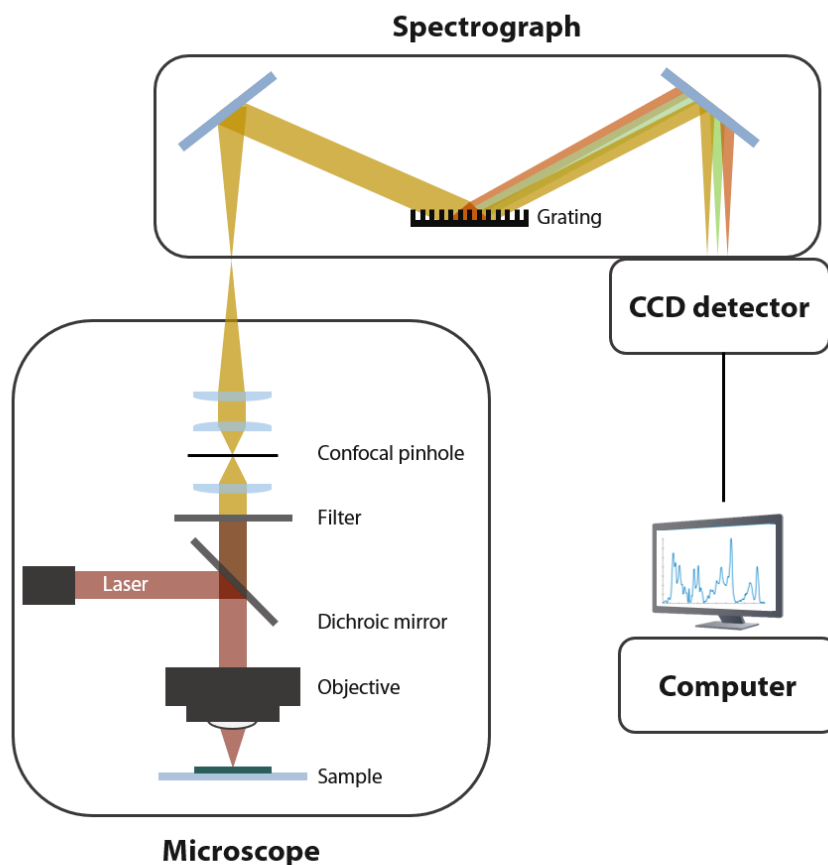 Spectrograph
Grating
CCD detector
Confocal pinhole
Filter
Laser
Dichroic mirror
Objective
Computer
Sample
Microscope